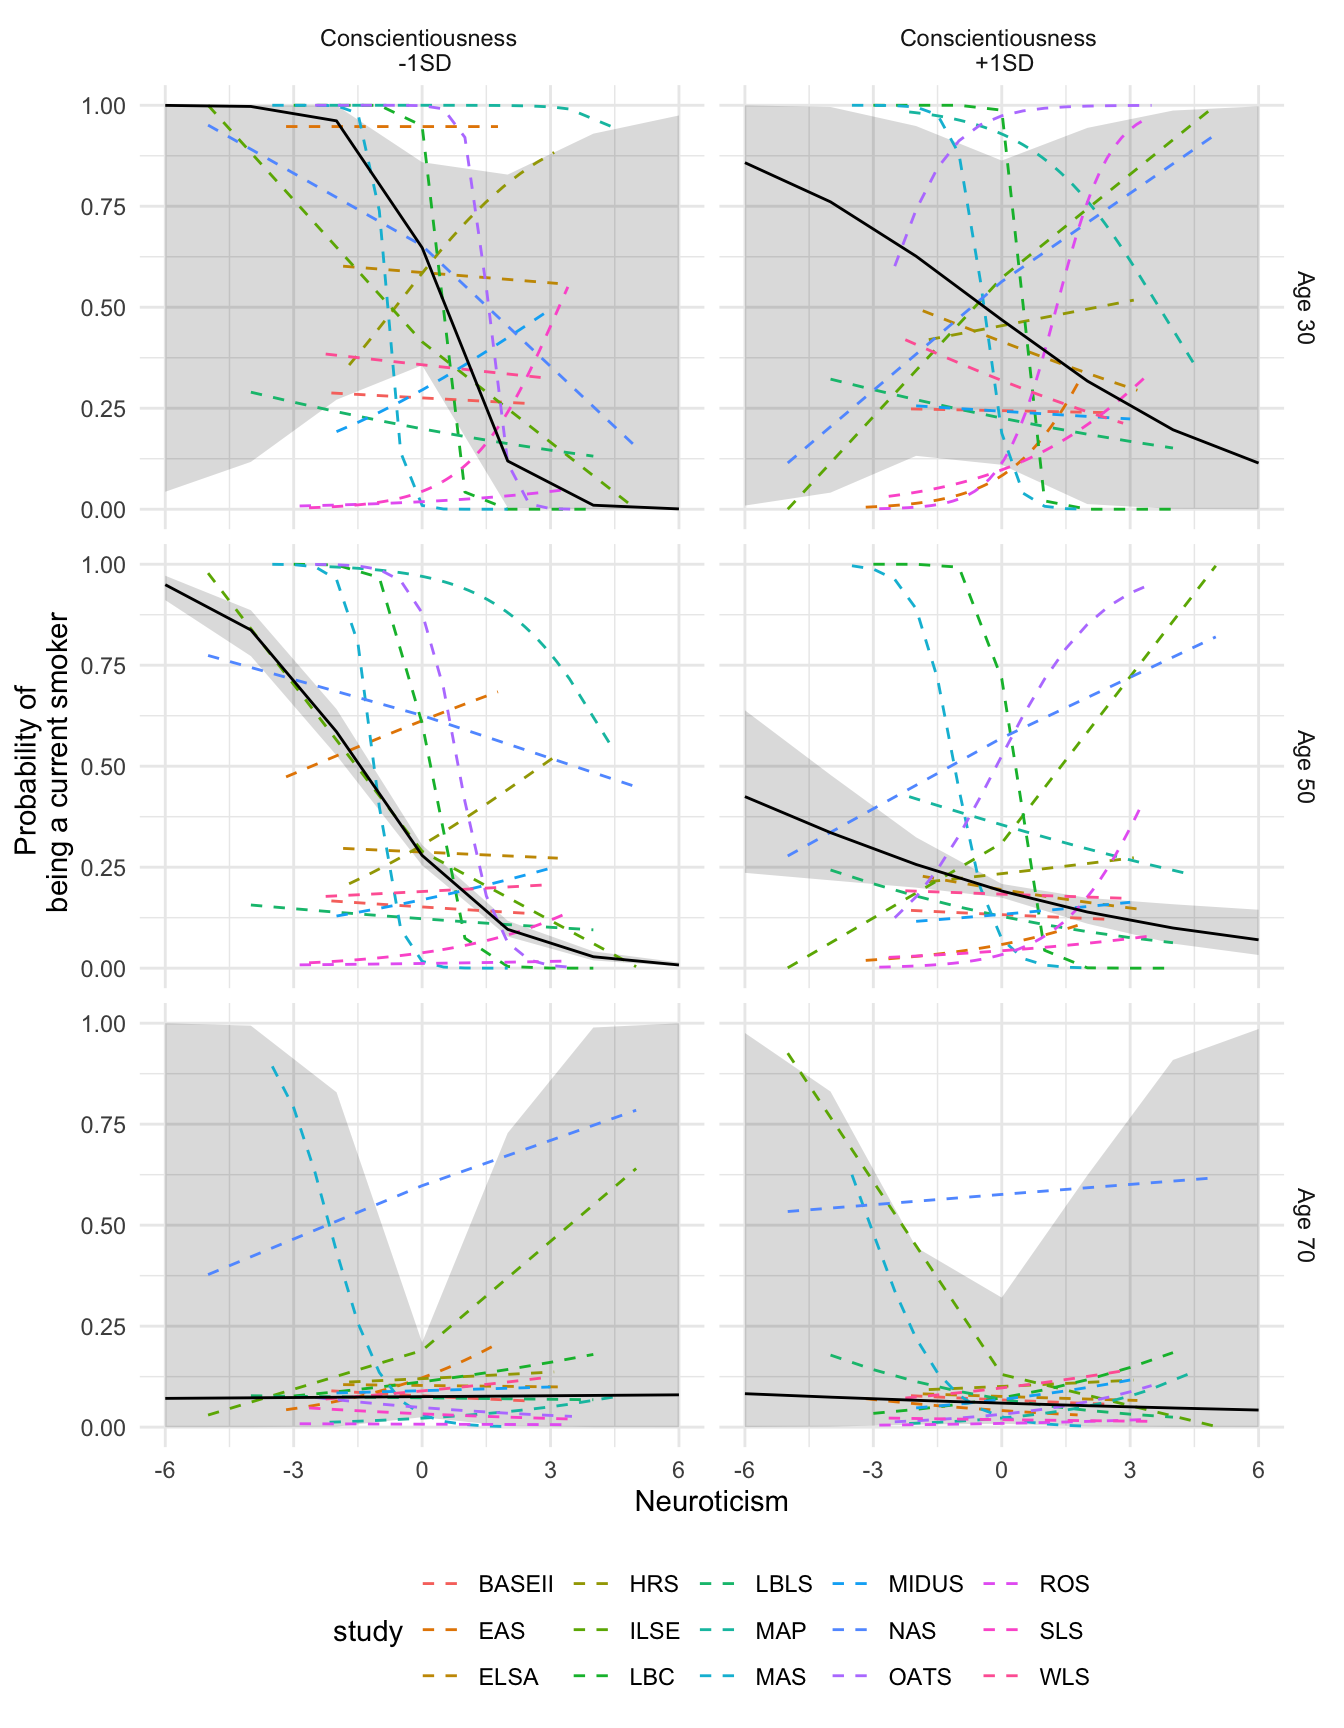 Conscientiousness
-1SD
Conscientiousness
+1SD
1.00
0.75
0.50
0.25
0.00
Age 30
1.00
0.75
0.50
0.25
0.00
Age 50
1.00
0.75
0.50
0.25
0.00
Age 70
Probability of
being a current smoker
-6 -3 0 3 6
-6 -3 0 3 6
Neuroticism
study
BASEII HRS LBLS MIDUS ROS
EAS ILSE MAP NAS SLS
ELSA LBC MAS OATS WLS